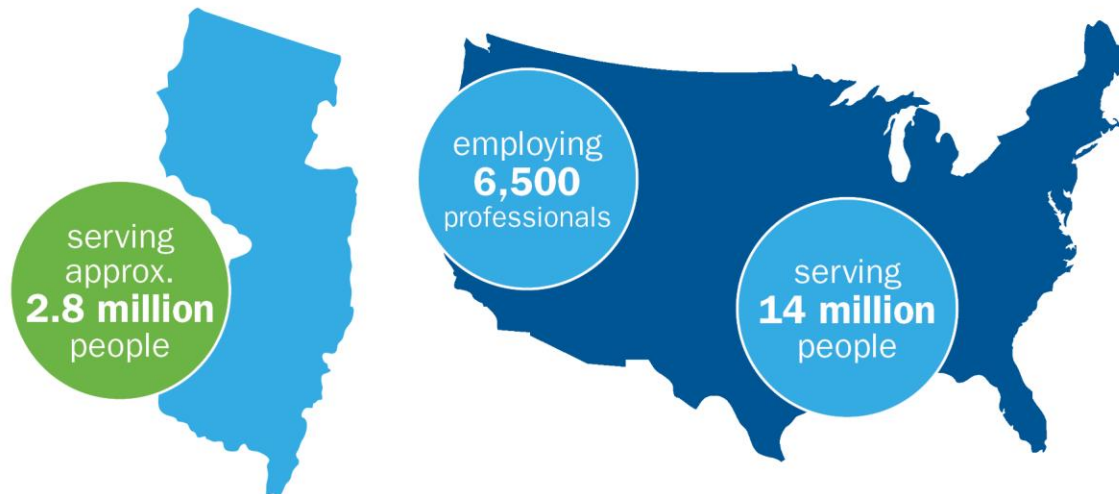 serving
approx.
2.8 million
people
employing
6,500
professionals
serving
14 million
people